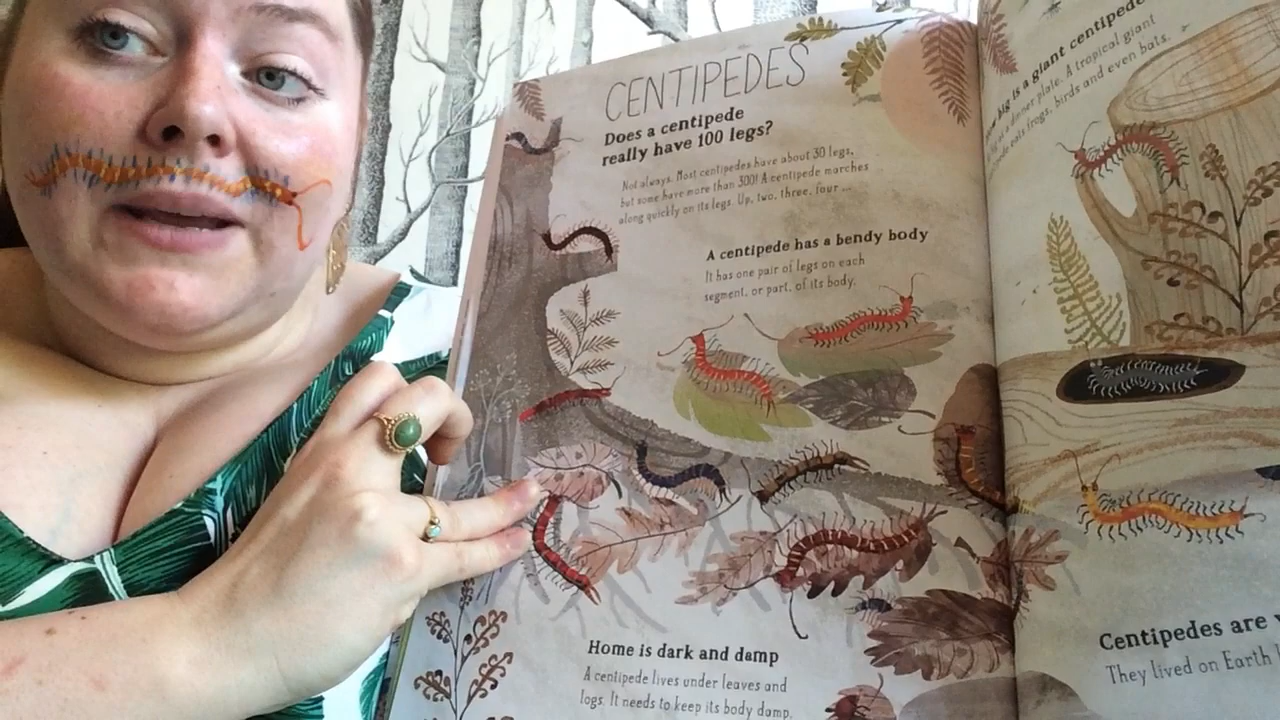 CENTIPEDES
Does a centipede
really have 100 legs?
Not always. Most centipedes have about 30 legs,
but some have more than 300! A centipede marches
along quickly on its legs. Up, two, three, four ...
A centipede has a bendy body
It has one pair of legs on each
segment, or part, of its body.
Home is dark and damp
A centipede lives under leaves and
logs. It needs to keep its body damp.
big is a giant centipede
a dinner plate. A tropical giant
eats frogs, birds and even bats.
Centipedes are
They lived on Earth